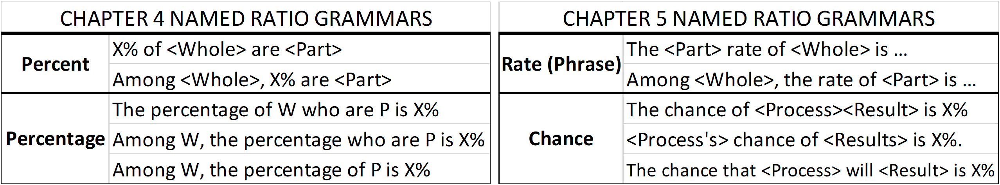 CHAPTER 4 NAMED RATIO GRAMMARS
Percent
X% of <Whole> are <Part>
Among <Whole>, X% are <Part>
Percentage
The percentage of W who are P is X%
Among W, the percentage who are P is X%
Among W, the percentage of P is X%
CHAPTER 5 NAMED RATIO GRAMMARS
Rate (Phrase)
The <Part> rate of <Whole> is ...
Among <Whole>, the rate of <Part> is ...
Chance
The chance of <Process><Result> is X%
<Process's> chance of <Results> is X%.
The chance that <Process> will <Result> is X%